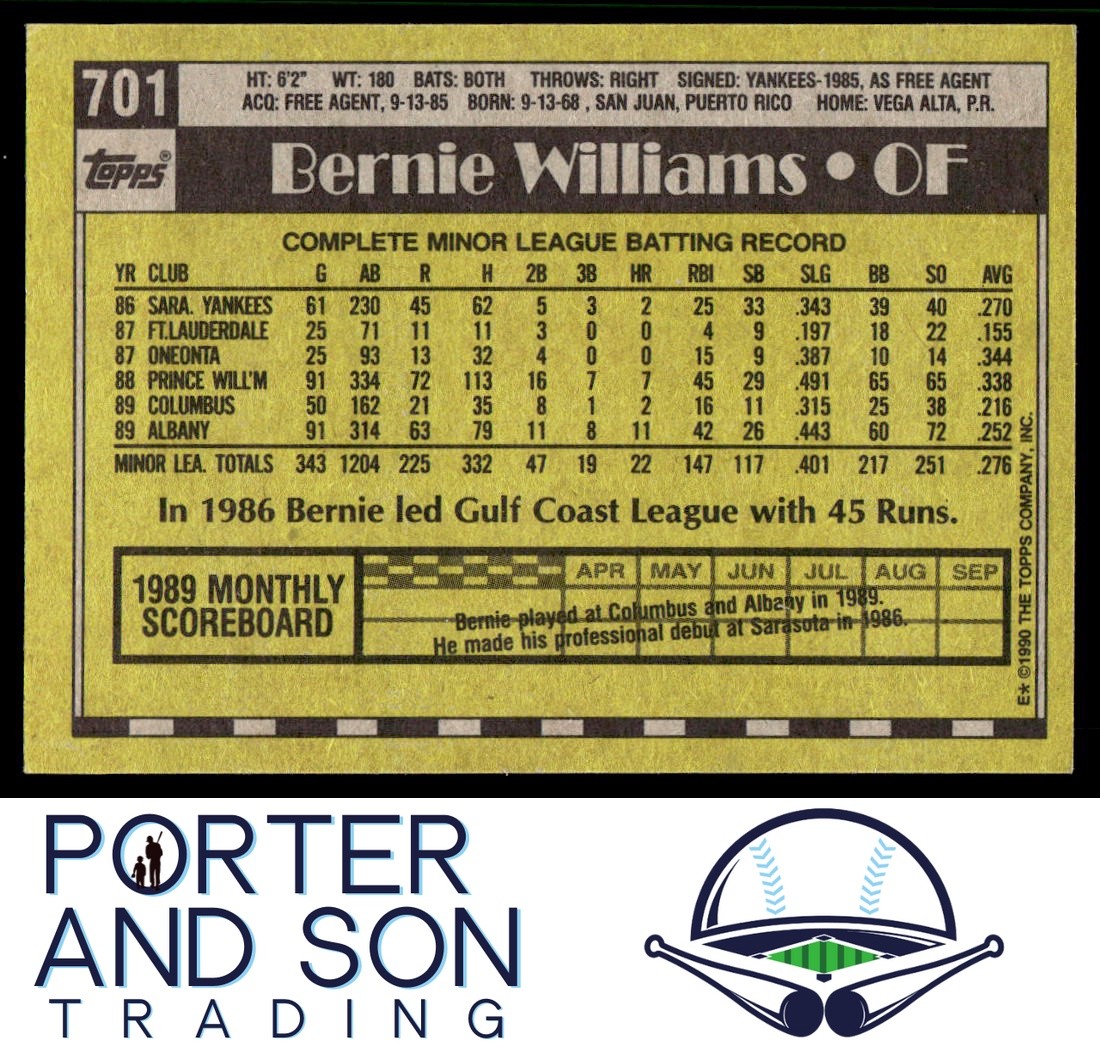 701
HT: 6'2" WT: 180 BATS: BOTH THROWS: RIGHT SIGNED: YANKEES-1985, AS FREE AGENT
ACQ: FREE AGENT, 9-13-85 BORN: 9-13-68 , SAN JUAN, PUERTO RICO HOME: VEGA ALTA, P.R.
topps®
Bernie Williams • OF
COMPLETE MINOR LEAGUE BATTING RECORD
YR CLUB G AB R H 2B 3B HR RBI SB SLG BB SO AVG
86 SARA. YANKEES 61 230 45 62 5 3 2 25 33 .343 39 40 .270
87 FT.LAUDERDALE 25 71 11 11 3 0 0 4 9 .197 18 22 .155
87 ONEONTA 25 93 13 32 4 0 0 15 9 .387 10 14 .344
88 PRINCE WILL'M 91 334 72 113 16 7 7 45 29 .491 65 65 .338
89 COLUMBUS 50 162 21 35 8 1 2 16 11 .315 25 38 .216
89 ALBANY 91 314 63 79 11 8 11 42 26 .443 60 72 .252
MINOR LEA. TOTALS 343 1204 225 332 47 19 22 147 117 .401 217 251 .276
In 1986 Bernie led Gulf Coast League with 45 Runs.
1989 MONTHLY
SCOREBOARD
APR MAY JUN JUL AUG SEP
Bernie played at Columbus and Albany in 1989.
He made his professional debut at Sarasota in 1986.
E* ©1990 THE TOPPS COMPANY, INC.
PORTER
AND SON
TRADING